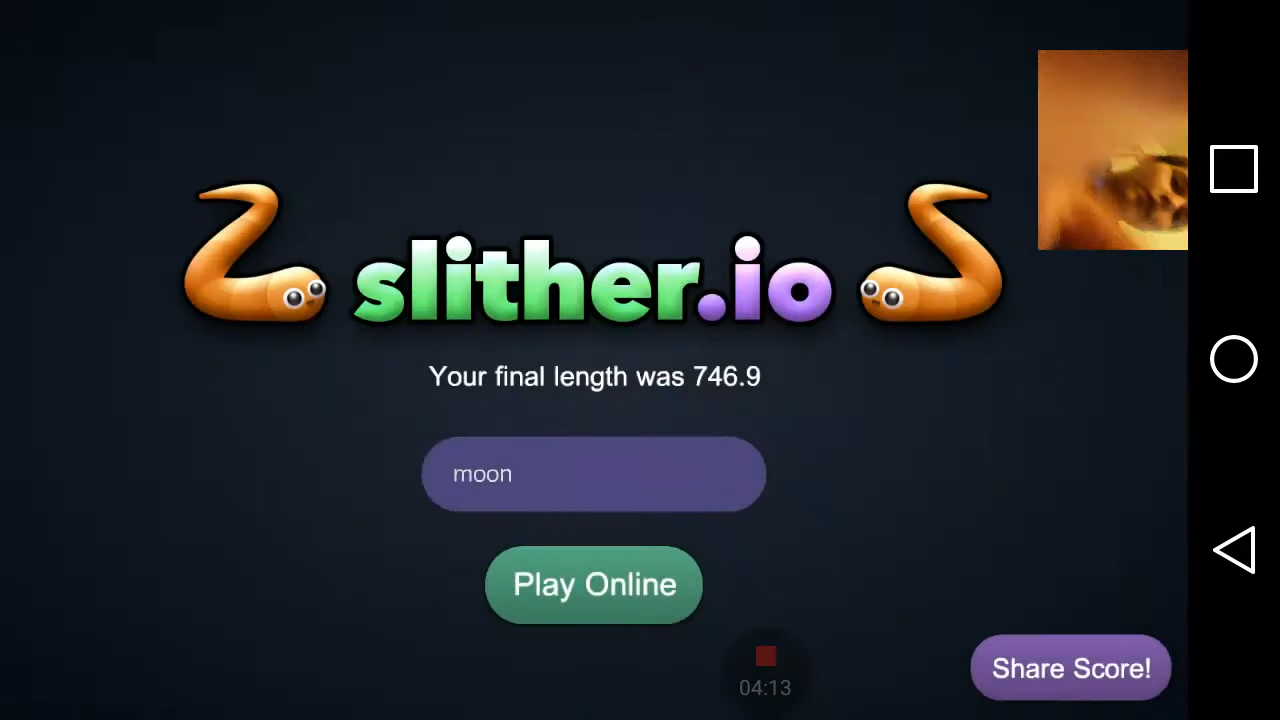 slither.io
Your final length was 746.9
moon
Play Online
04:13
Share Score!